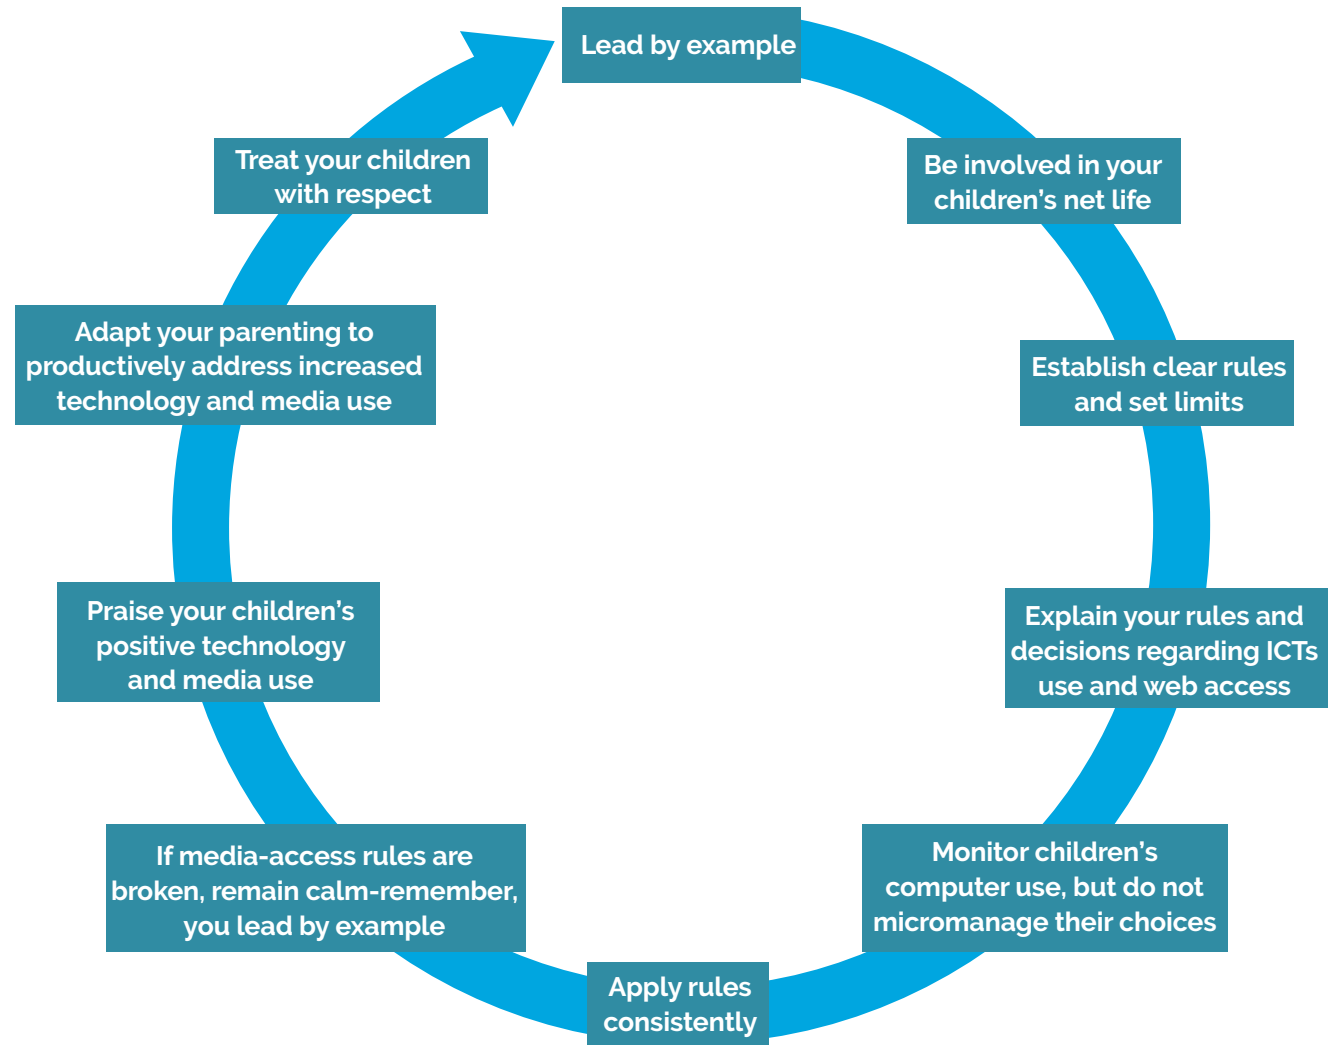 Lead by example
Be involved in your
children’s net life
Establish clear rules
and set limits
Explain your rules and
decisions regarding ICTs
use and web access
Monitor children’s
computer use, but do not
micromanage their choices
Apply rules
consistently
If media-access rules are
broken, remain calm-remember,
you lead by example
Praise your children’s
positive technology
and media use
Adapt your parenting to
productively address increased
technology and media use
Treat your children
with respect